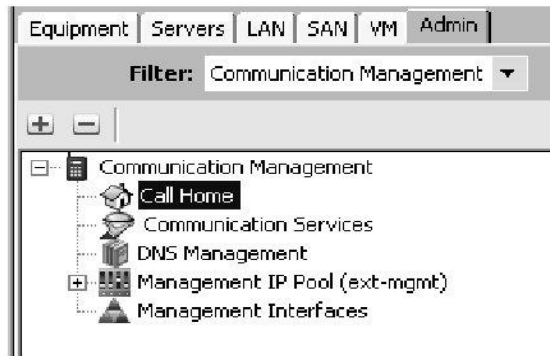 Equipment Servers LAN SAN VM Admin
Filter: Communication Management
Communication Management
Call Home
Communication Services
DNS Management
Management IP Pool (ext-mgmt)
Management Interfaces